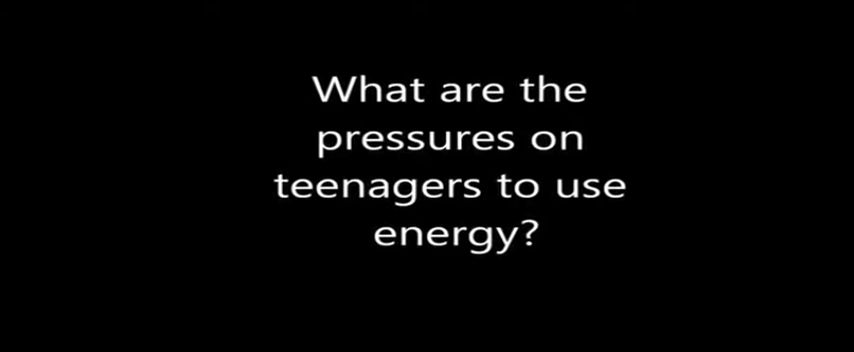 What are the
pressures on
teenagers to use
energy?